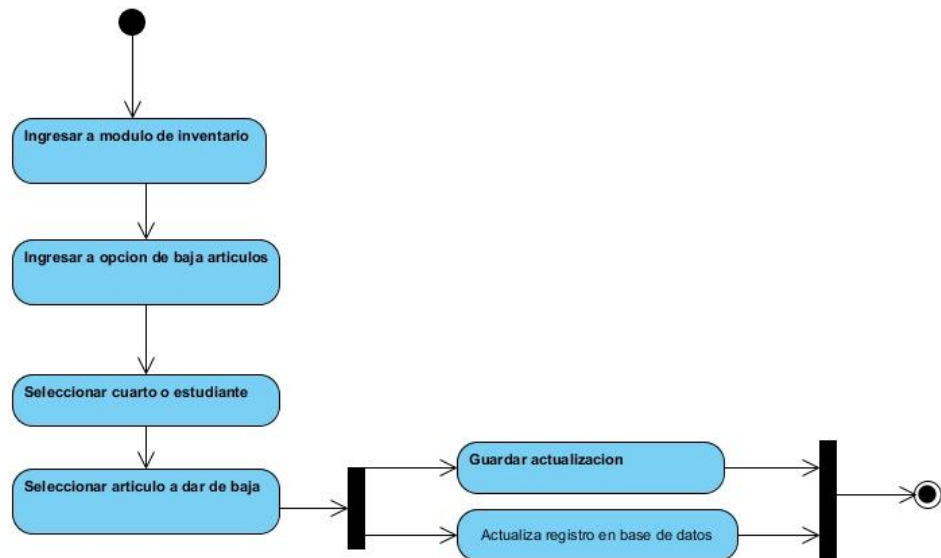 Ingresar a modulo de inventario
Ingresar a opcion de baja articulos
Seleccionar cuarto o estudiante
Seleccionar articulo a dar de baja
Guardar actualizacion
Actualiza registro en base de datos